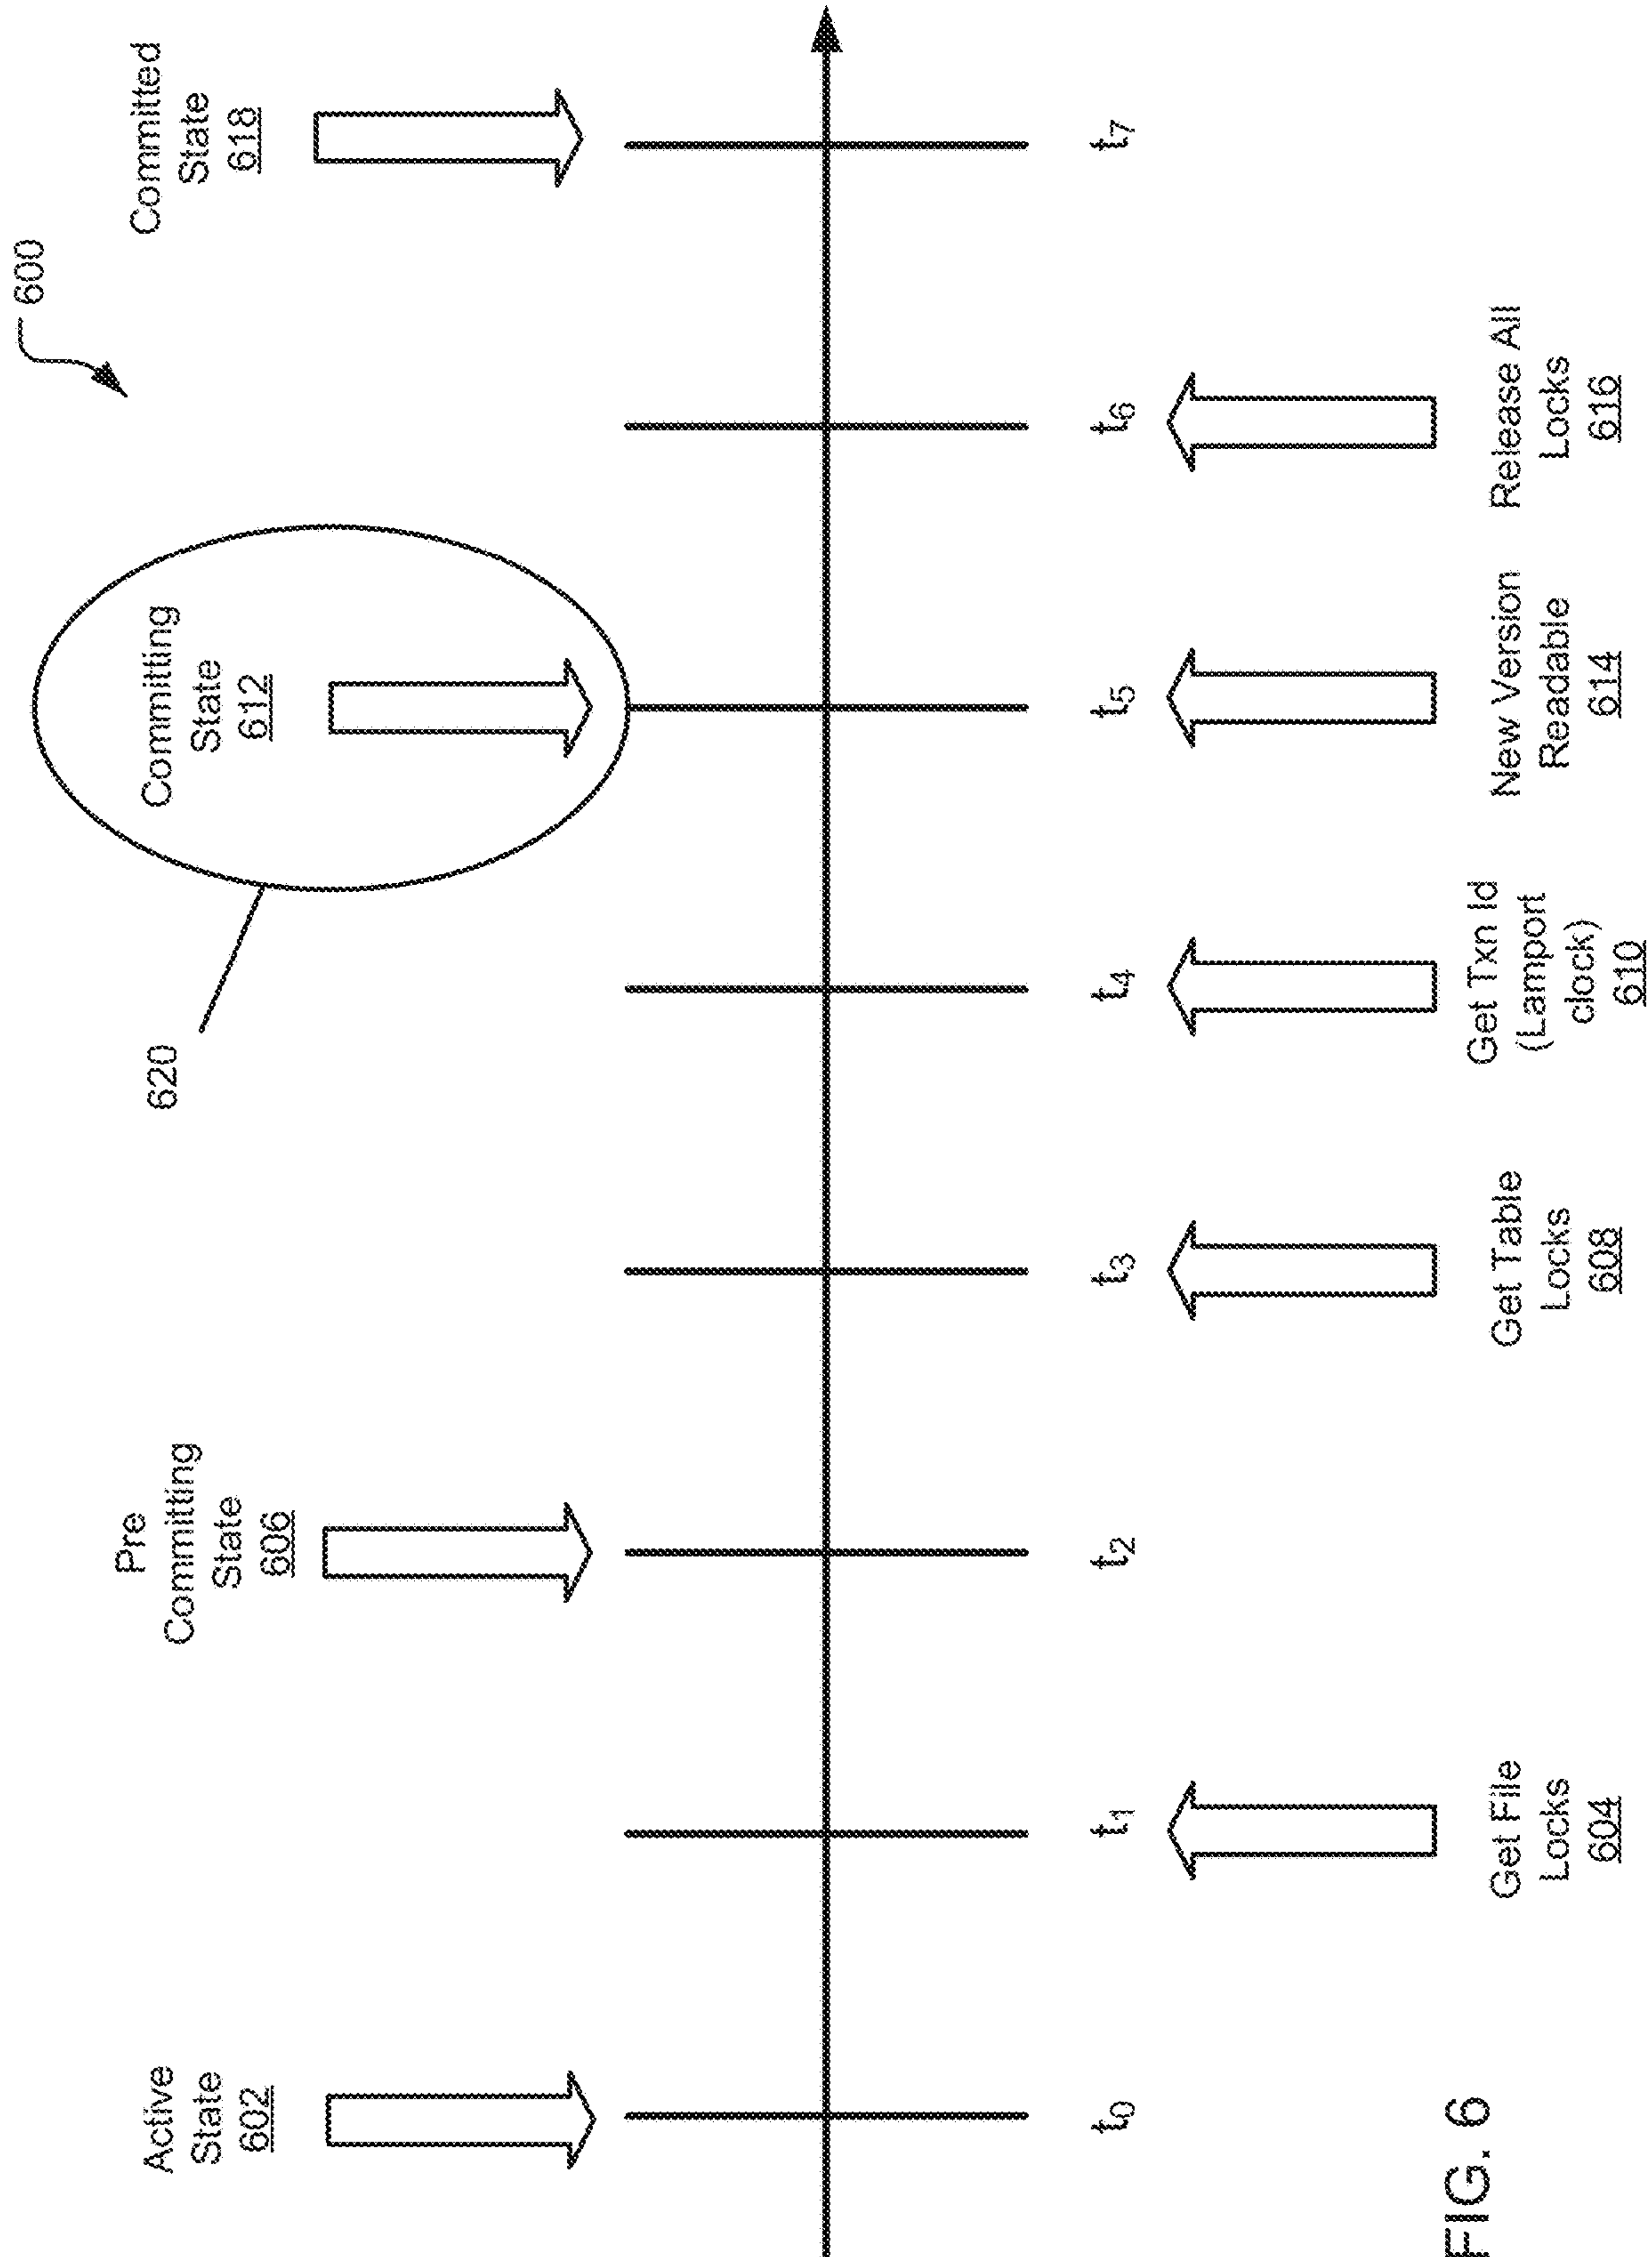 600
Active
State
602
Pre
Committing
State
606
620
Committing
State
612
Committed
State
618
t0
t1
t2
t3
t4
t5
t6
t7
Get File
Locks
604
Get Table
Locks
608
Get Txn Id
(Lamport
clock)
610
New Version
Readable
614
Release All
Locks
616
FIG. 6